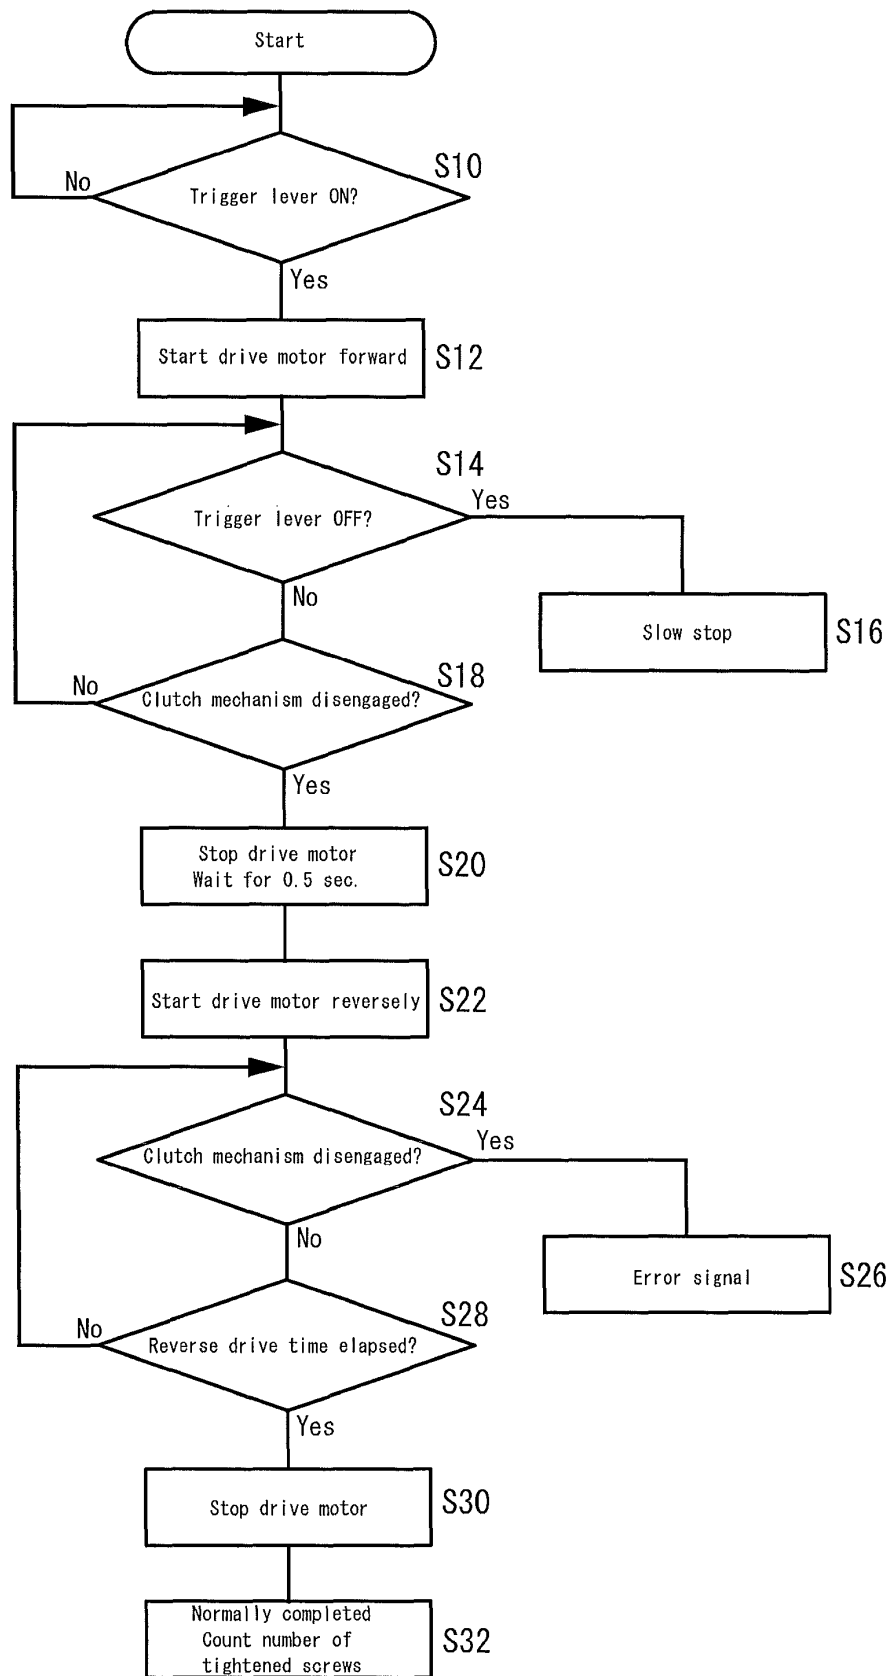 Start
S10
No
Trigger lever ON?
Yes
Start drive motor forward
S12
S14
Yes
Trigger lever OFF?
No
Slow stop
S16
S18
No
Clutch mechanism disengaged?
Yes
Stop drive motor
Wait for 0.5 sec.
S20
Start drive motor reversely
S22
S24
Yes
Clutch mechanism disengaged?
No
Error signal
S26
S28
No
Reverse drive time elapsed?
Yes
Stop drive motor
S30
Normally completed
Count number of
tightened screws
S32